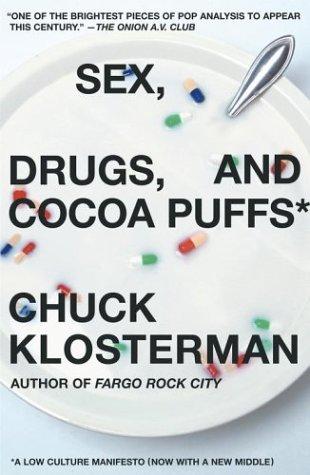 "ONE OF THE BRIGHTEST PIECES OF POP ANALYSIS TO APPEAR
THIS CENTURY." —THE ONION A.V. CLUB
SEX,
DRUGS, AND
COCOA PUFFS*
CHUCK
KLOSTERMAN
AUTHOR OF FARGO ROCK CITY
*A LOW CULTURE MANIFESTO (NOW WITH A NEW MIDDLE)